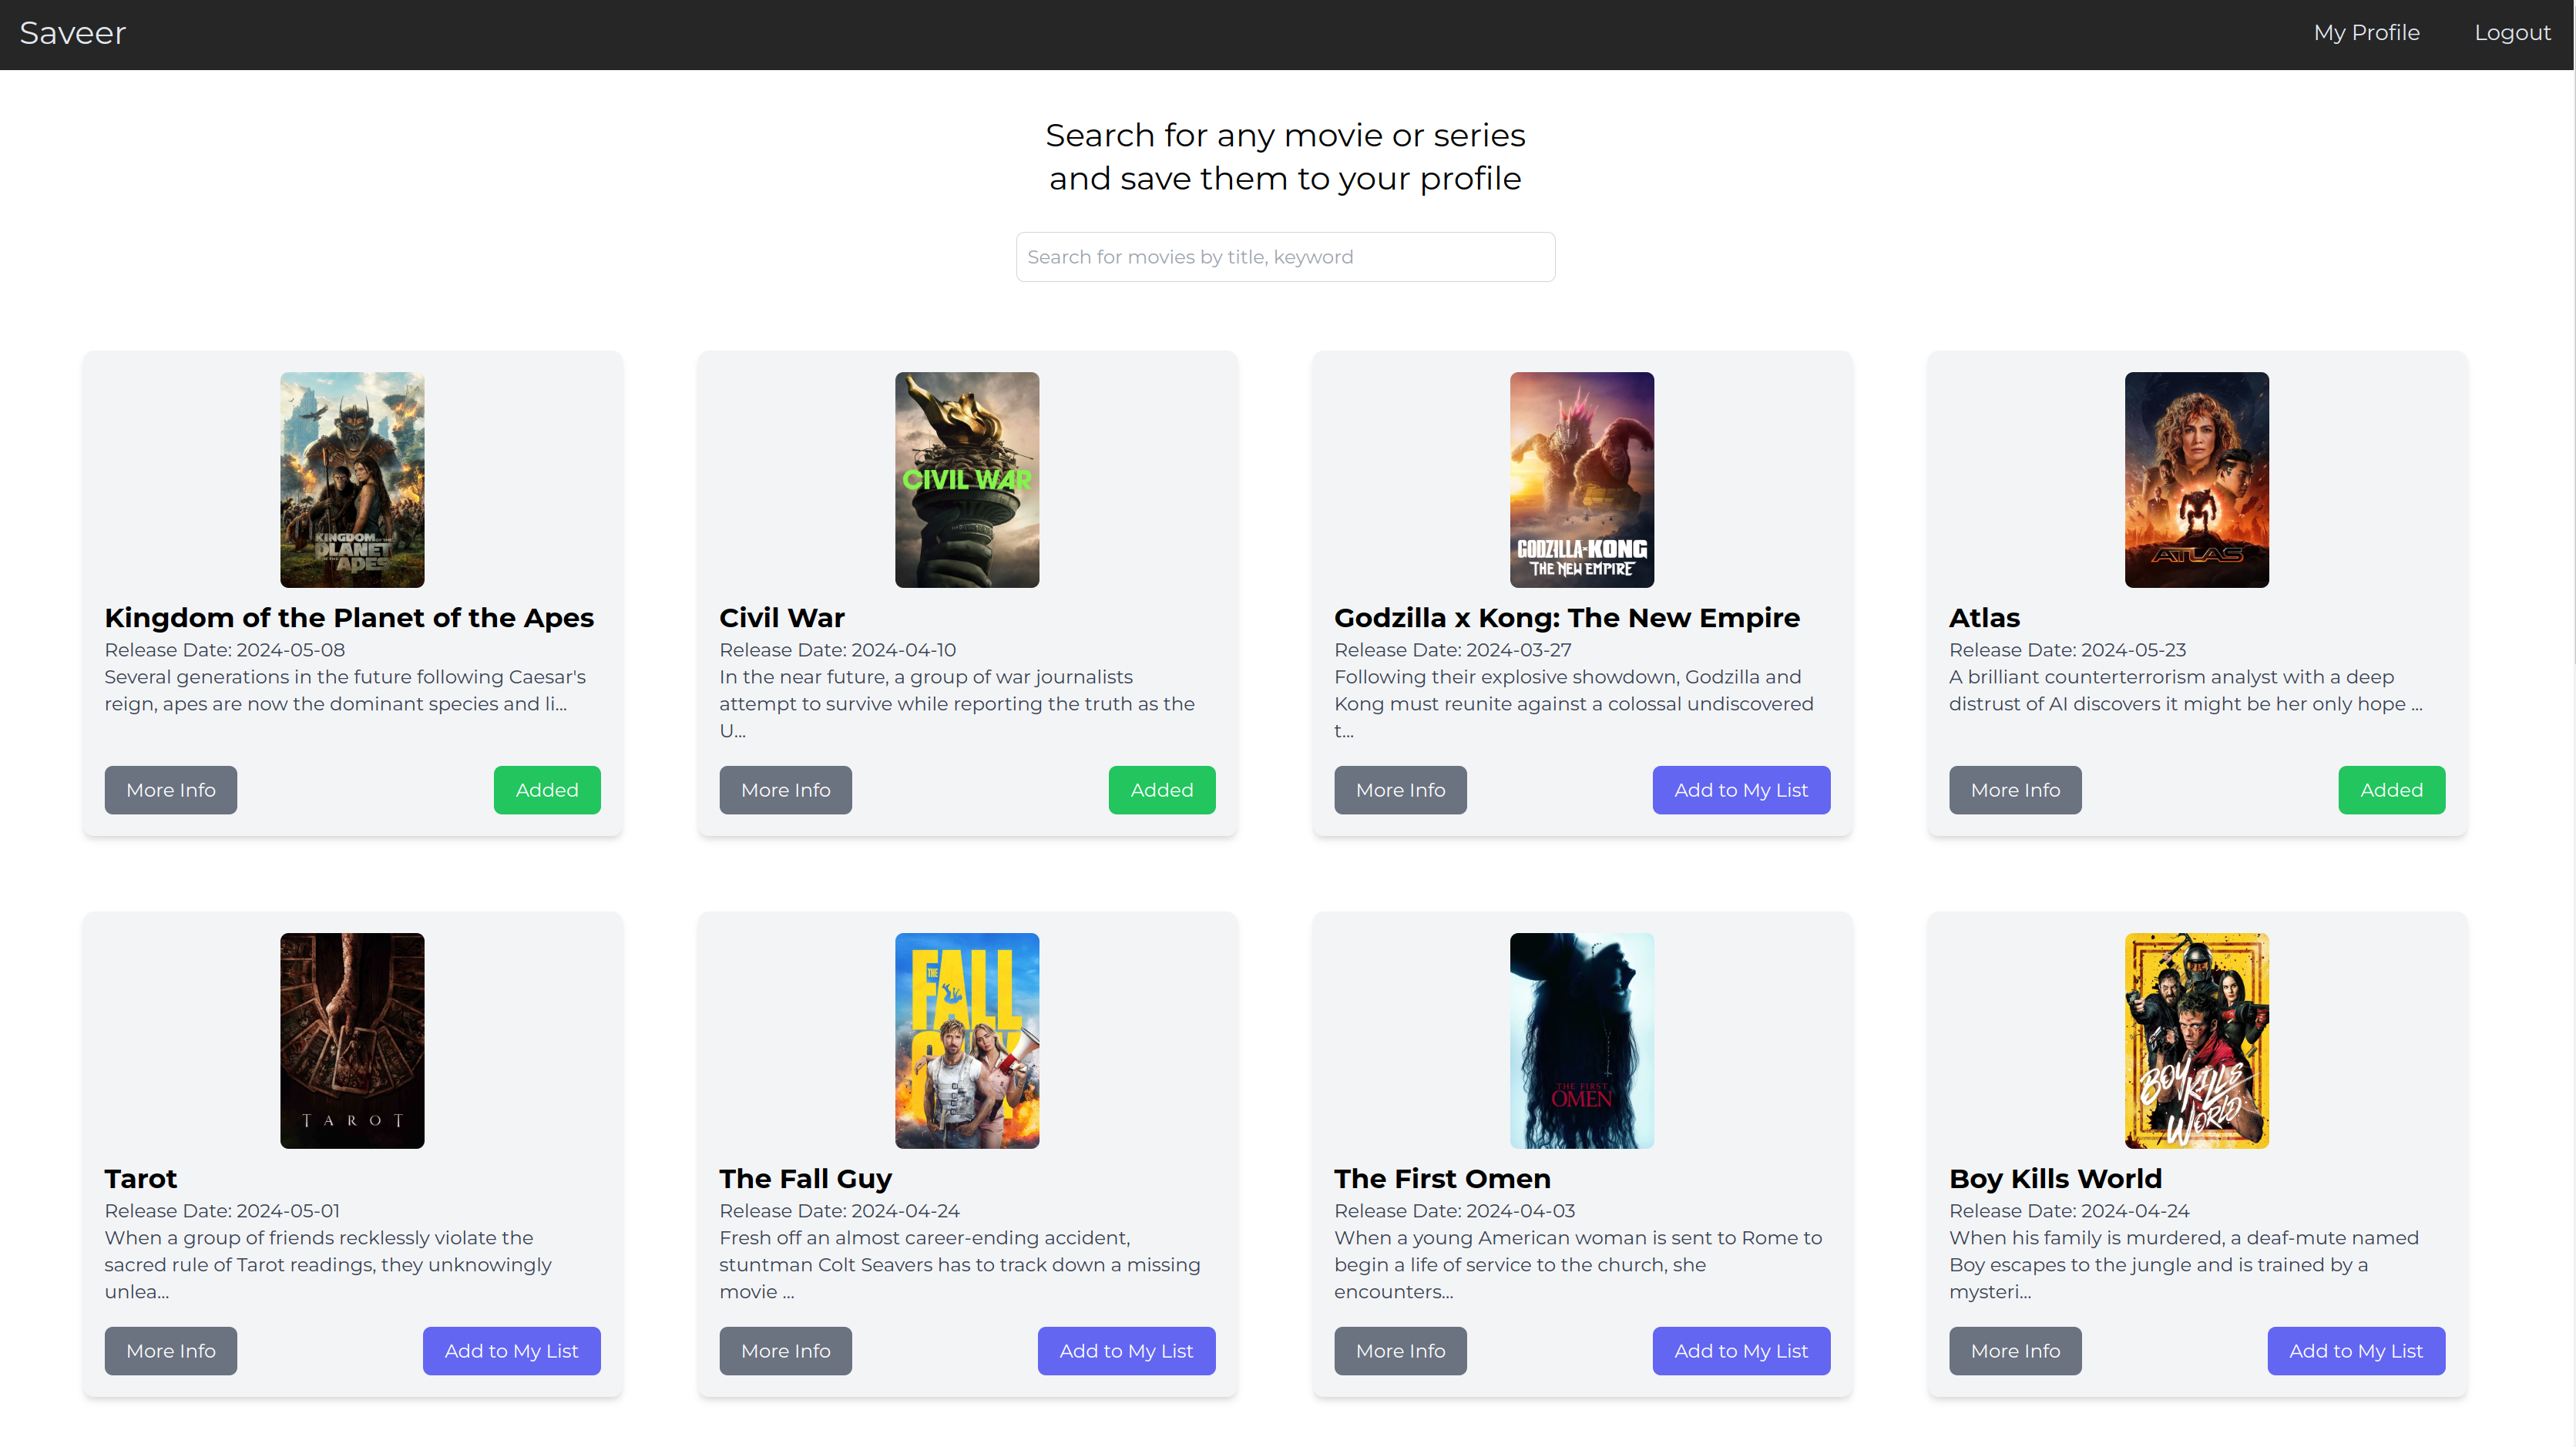 Saveer
My Profile
Logout
Search for any movie or series
and save them to your profile
Search for movies by title, keyword
KINGDOM OF THE
PLANET
OF THE APES
Kingdom of the Planet of the Apes
Release Date: 2024-05-08
Several generations in the future following Caesar's
reign, apes are now the dominant species and li...
More Info
Added
CIVIL WAR
Civil War
Release Date: 2024-04-10
In the near future, a group of war journalists
attempt to survive while reporting the truth as the
U...
More Info
Added
GODZILLA x KONG
THE NEW EMPIRE
Godzilla x Kong: The New Empire
Release Date: 2024-03-27
Following their explosive showdown, Godzilla and
Kong must reunite against a colossal undiscovered
t...
More Info
Add to My List
ATLAS
Atlas
Release Date: 2024-05-23
A brilliant counterterrorism analyst with a deep
distrust of AI discovers it might be her only hope ...
More Info
Added
TAROT
Tarot
Release Date: 2024-05-01
When a group of friends recklessly violate the
sacred rule of Tarot readings, they unknowingly
unlea...
More Info
Add to My List
THE
FALL
GUY
The Fall Guy
Release Date: 2024-04-24
Fresh off an almost career-ending accident,
stuntman Colt Seavers has to track down a missing
movie ...
More Info
Add to My List
THE FIRST
OMEN
The First Omen
Release Date: 2024-04-03
When a young American woman is sent to Rome to
begin a life of service to the church, she
encounters...
More Info
Add to My List
BOY KILLS
WORLD
Boy Kills World
Release Date: 2024-04-24
When his family is murdered, a deaf-mute named
Boy escapes to the jungle and is trained by a
mysteri...
More Info
Add to My List